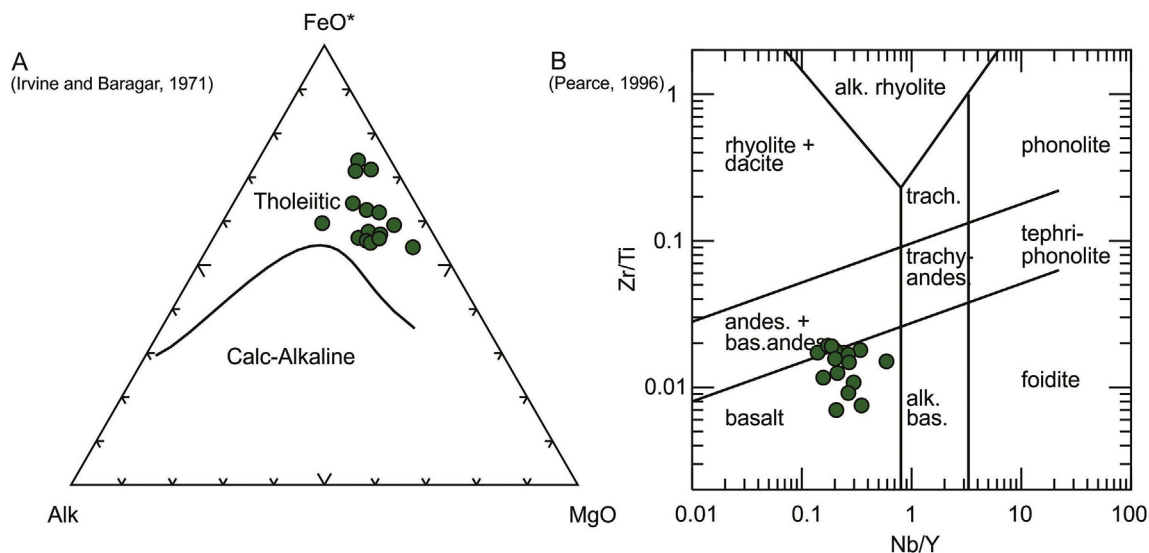 FeO*
A
(Irvine and Baragar, 1971)
Tholeiitic
Calc-Alkaline
Alk
MgO
B
(Pearce, 1996)
1
0.1
0.01
Zr/Ti
alk. rhyolite
rhyolite +
dacite
phonolite
trach.
tephri-
phonolite
trachy-
andes.
andes. +
bas.andes.
foidite
alk.
bas.
basalt
0.01
0.1
1
10
100
Nb/Y